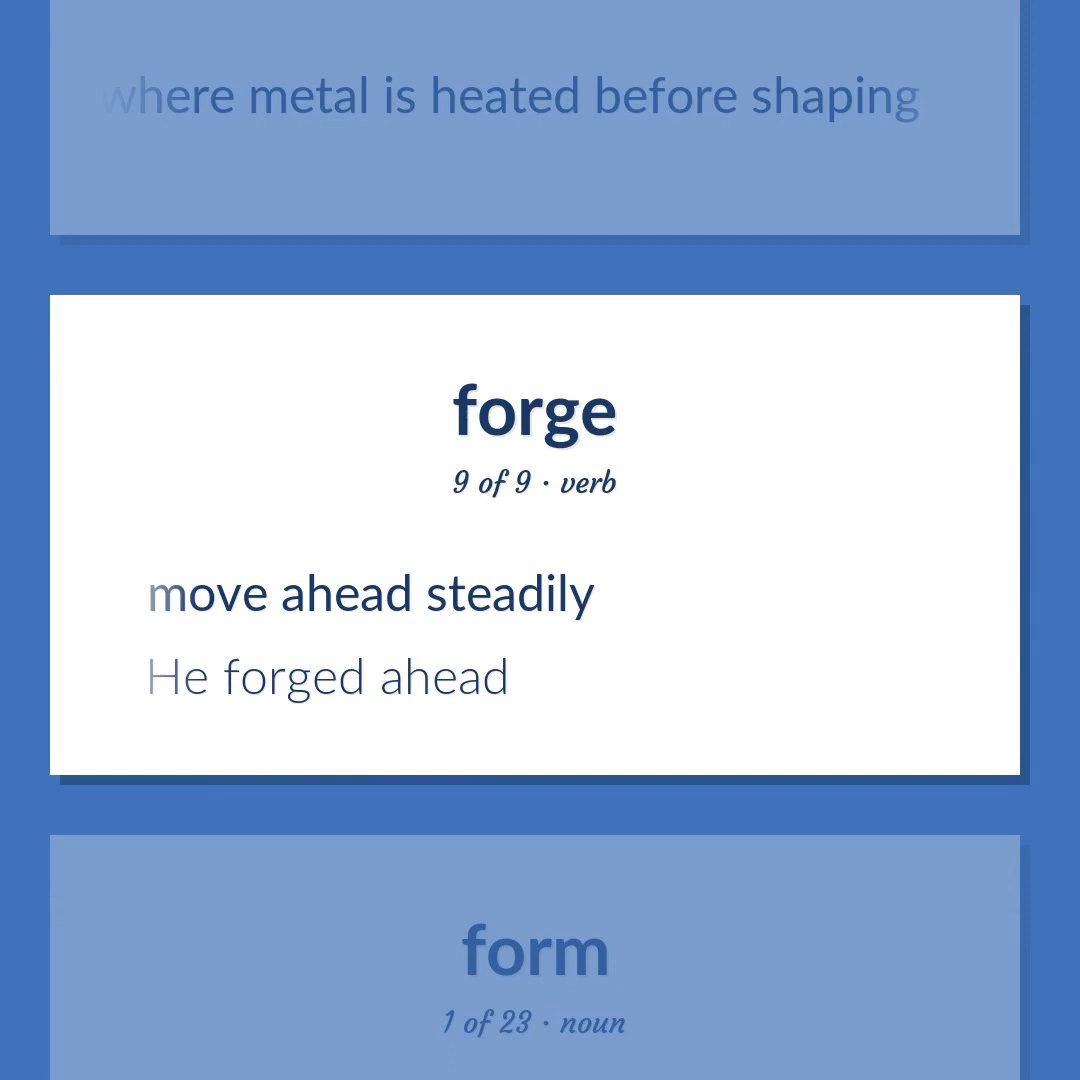 where metal is heated before shaping
forge
9 of 9 · verb
move ahead steadily
He forged ahead
form
1 of 23 · noun